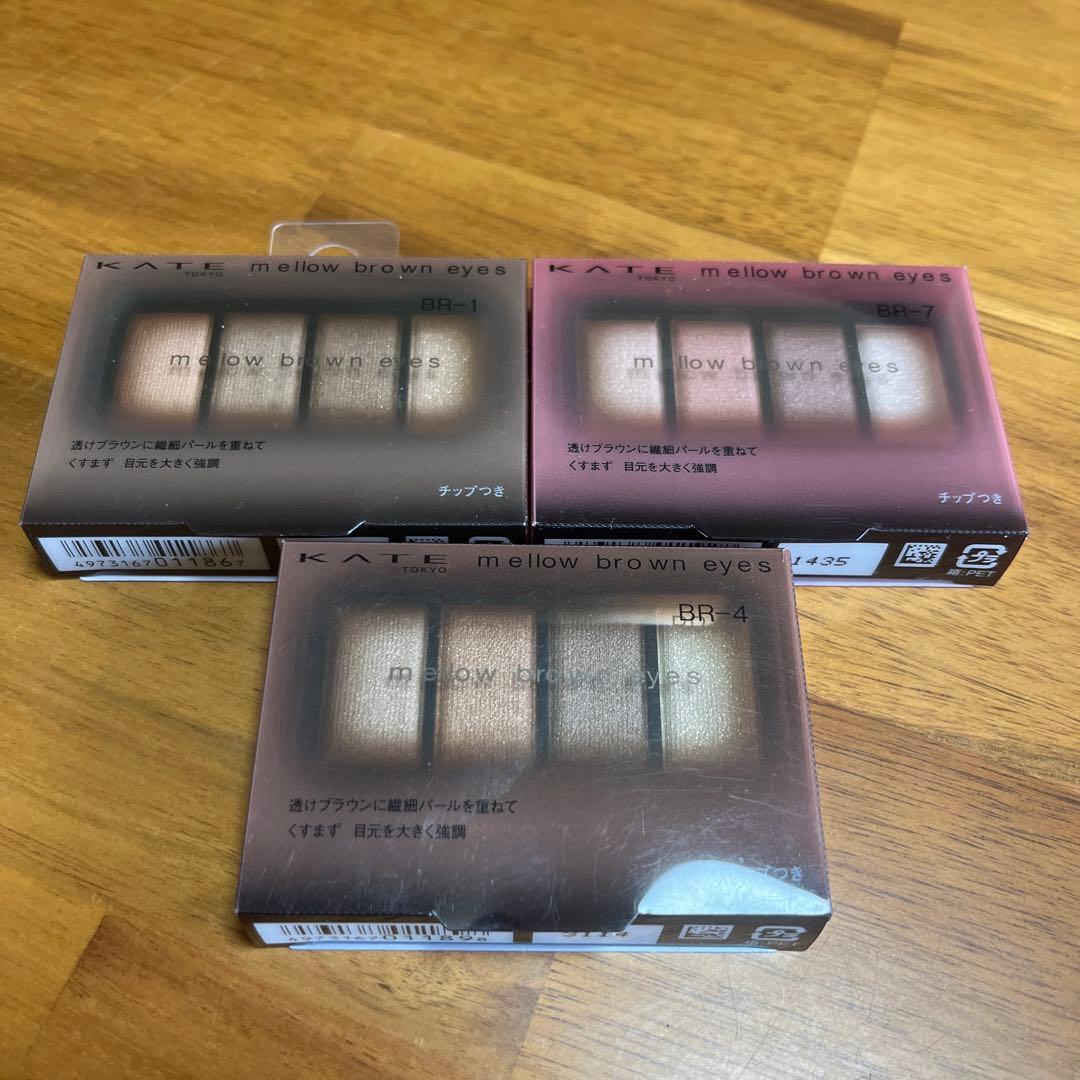 KATE mellow brown eyes
TOKYO
BR-1
mellow brown eyes
透けブラウンに繊細パールを重ねて
くすまず 目元を大きく強調
チップつき
4973167011867
KATE mellow brown eyes
TOKYO
BR-7
mellow brown eyes
透けブラウンに繊細パールを重ねて
くすまず 目元を大きく強調
チップつき
1435
箱:PET
KATE mellow brown eyes
TOKYO
BR-4
mellow brown eyes
透けブラウンに繊細パールを重ねて
くすまず 目元を大きく強調
つき
4973167011898
箱:PET